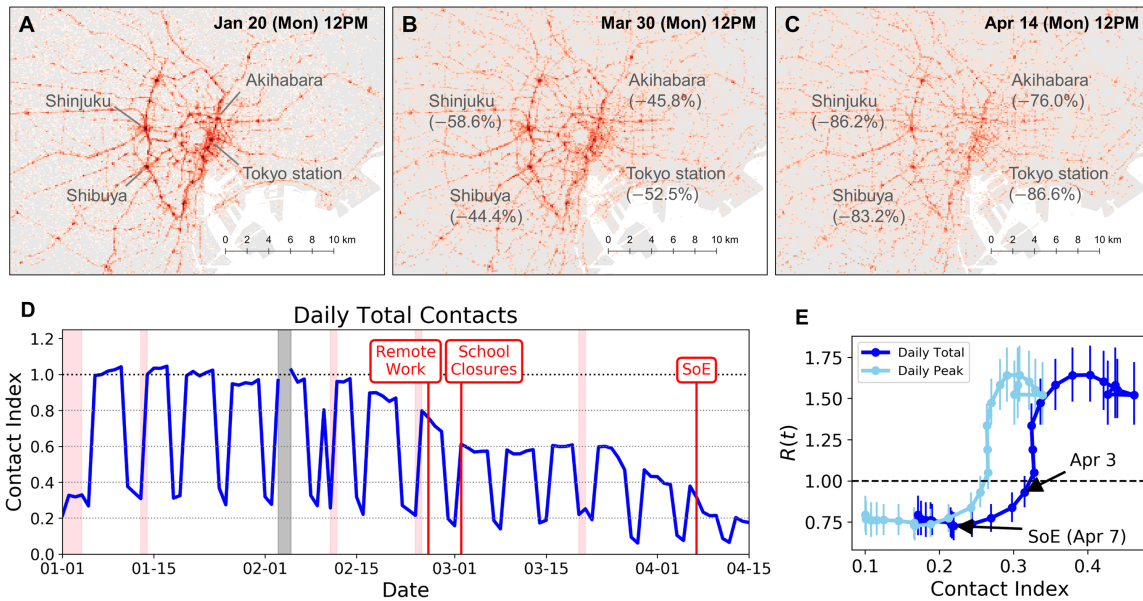 A
Jan 20 (Mon) 12PM
Akihabara
Shinjuku
Tokyo station
Shibuya
0 2 4 6 8 10 km
B
Mar 30 (Mon) 12PM
Akihabara
(−45.8%)
Shinjuku
(−58.6%)
Tokyo station
(−52.5%)
Shibuya
(−44.4%)
0 2 4 6 8 10 km
C
Apr 14 (Mon) 12PM
Akihabara
(−76.0%)
Shinjuku
(−86.2%)
Tokyo station
(−86.6%)
Shibuya
(−83.2%)
0 2 4 6 8 10 km
D
Daily Total Contacts
Contact Index
1.2
1.0
0.8
0.6
0.4
0.2
0.0
Remote
Work
School
Closures
SoE
01-01 01-15 02-01 02-15 03-01 03-15 04-01 04-15
Date
E
R(t)
1.75
1.50
1.25
1.00
0.75
Daily Total
Daily Peak
Apr 3
SoE (Apr 7)
0.1 0.2 0.3 0.4
Contact Index